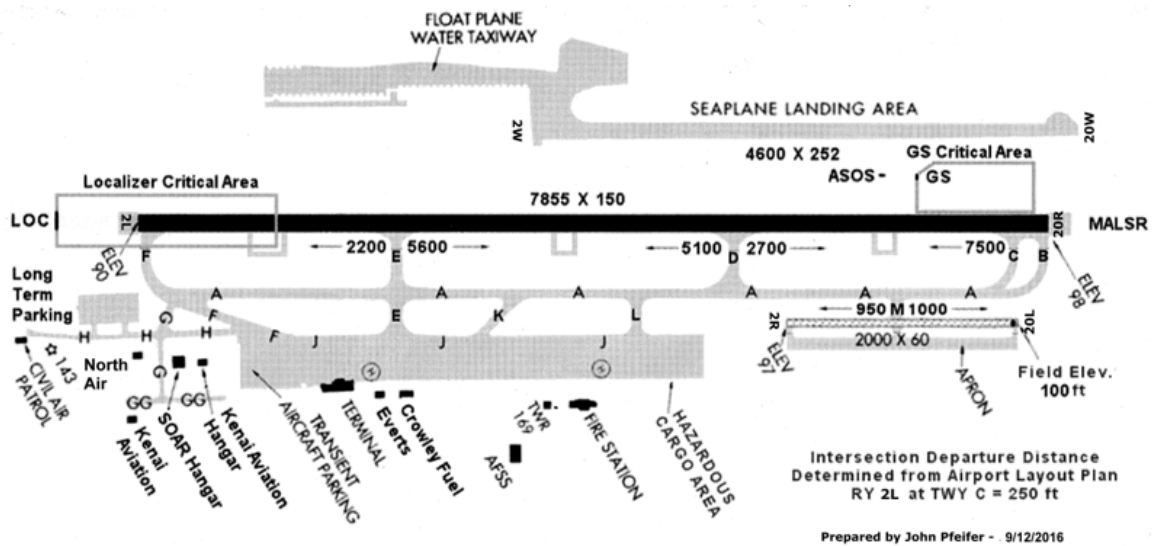 FLOAT PLANE
WATER TAXIWAY
SEAPLANE LANDING AREA
2W
20W
4600 X 252
GS Critical Area
ASOS -
GS
Localizer Critical Area
7855 X 150
LOC
2L
20R
MALSR
ELEV
90
2200
5600
5100
2700
7500
F
E
D
C
B
ELEV
98
Long
Term
Parking
A
A
A
A
A
A
G
F
E
K
L
950 M 1000
2R
20L
2000 X 60
ELEV
97
APRON
Field Elev.
100 ft
H
H
H
F
J
J
J
143
North
Air
G
H
H
CIVIL AIR
PATROL
GG
GG
Kenai
Aviation
SOAR Hangar
Kenai Aviation
Hangar
TRANSIENT
AIRCRAFT PARKING
TERMINAL
Everts
Crowley Fuel
AFSS
TWR
169
FIRE STATION
HAZARDOUS
CARGO AREA
Intersection Departure Distance
Determined from Airport Layout Plan
RY 2L at TWY C = 250 ft
Prepared by John Pfeifer - . 9/12/2016